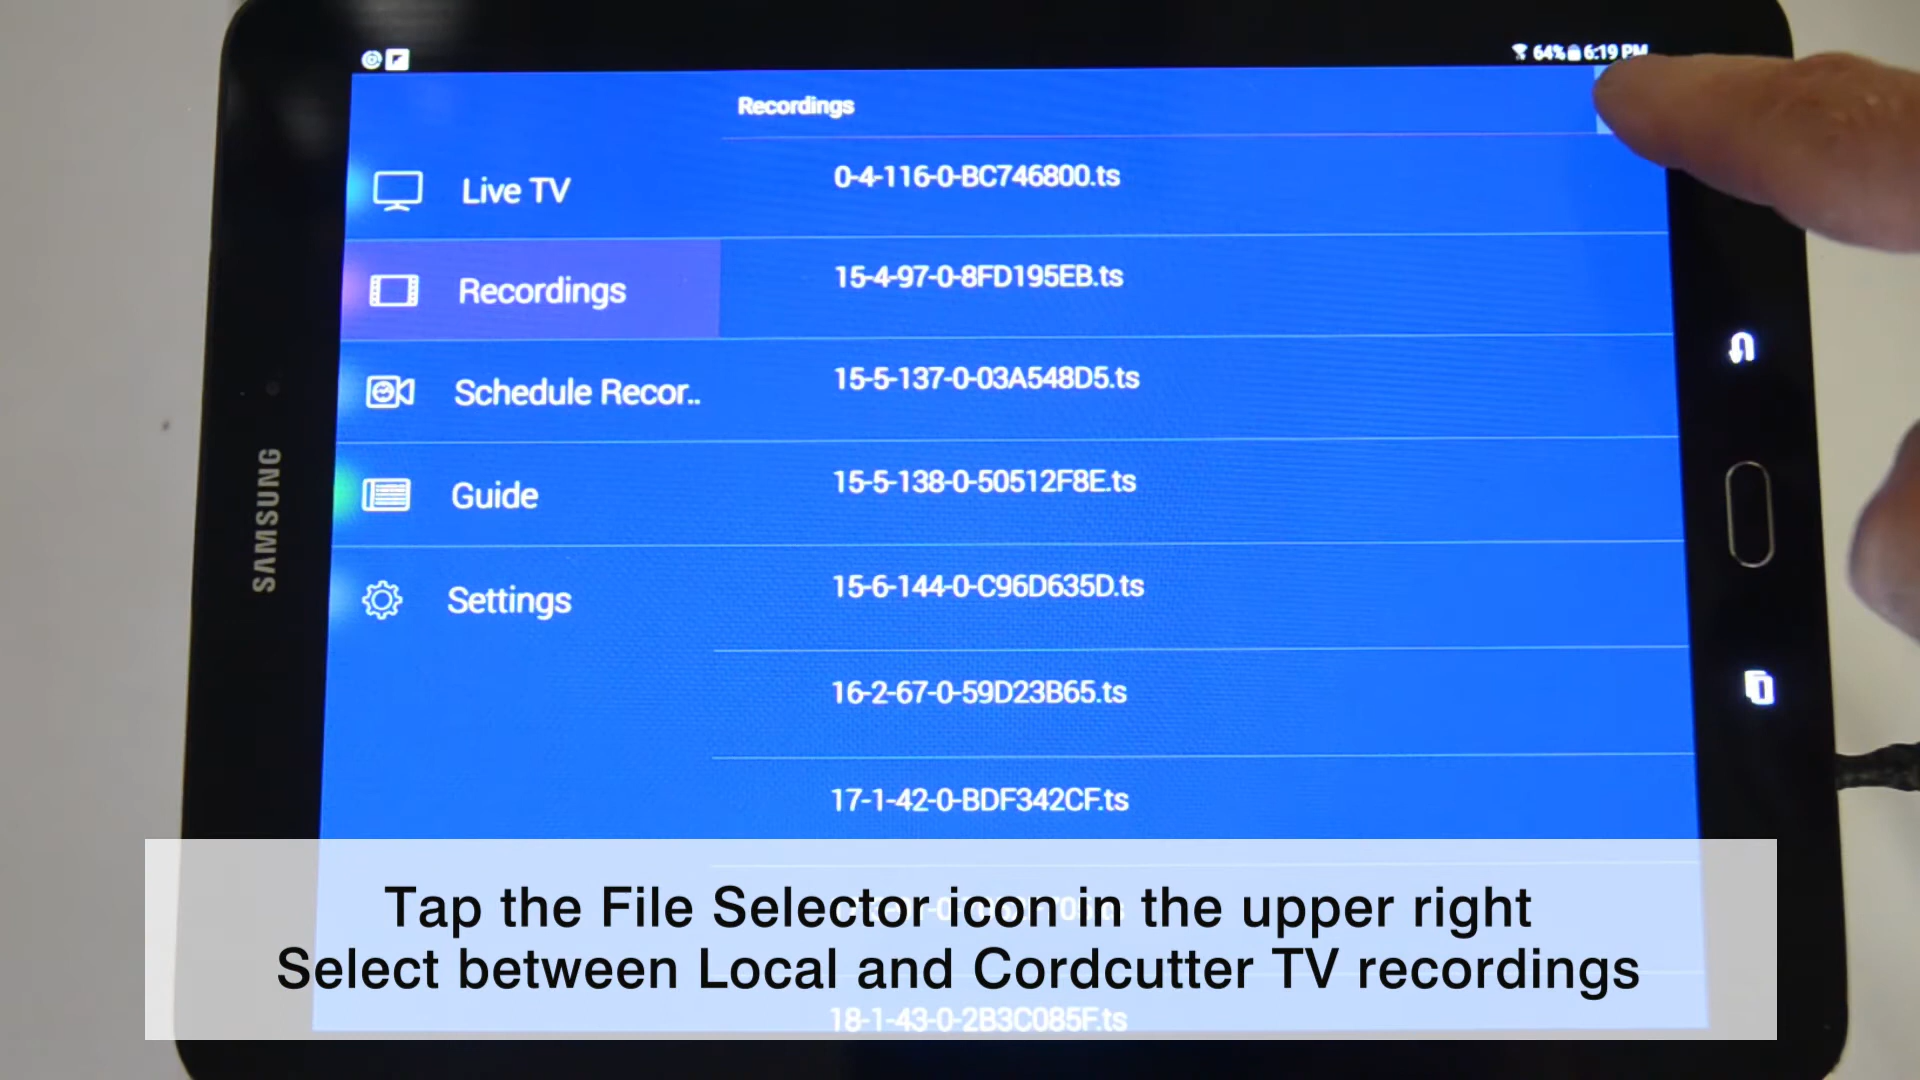 64% 6:19 PM
Recordings
Live TV
Recordings
Schedule Recor..
Guide
Settings
0-4-116-0-BC746800.ts
15-4-97-0-8FD195EB.ts
15-5-137-0-03A548D5.ts
15-5-138-0-50512F8E.ts
15-6-144-0-C96D635D.ts
16-2-67-0-59D23B65.ts
17-1-42-0-BDF342CF.ts
18-1-43-0-2B3C085F.ts
SAMSUNG
Tap the File Selector icon in the upper right
Select between Local and Cordcutter TV recordings